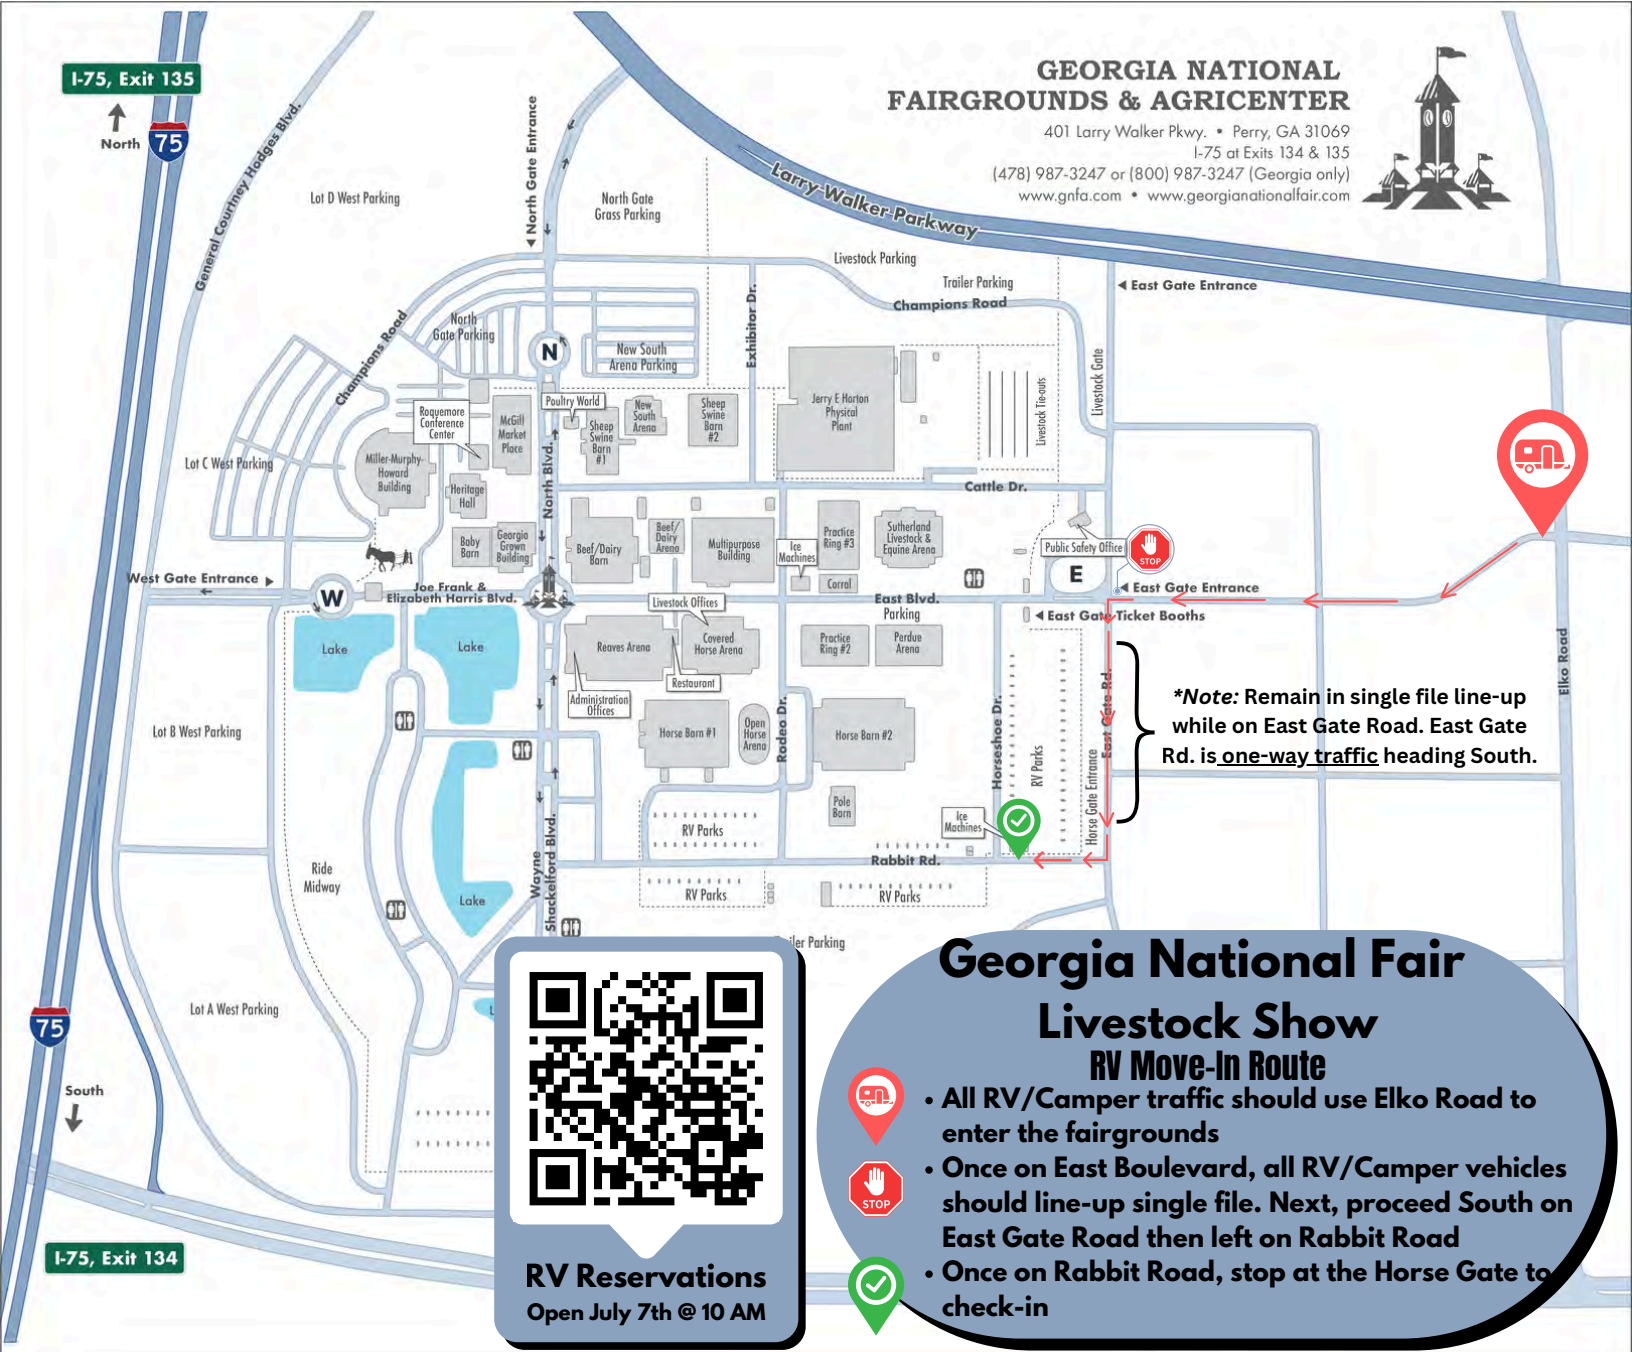 I-75, Exit 135
North
75
General Courtney Hodges Blvd.
Lot D West Parking
North Gate Entrance
North Gate
Grass Parking
Larry Walker Parkway
GEORGIA NATIONAL
FAIRGROUNDS & AGRICENTER
401 Larry Walker Pkwy. • Perry, GA 31069
I-75 at Exits 134 & 135
(478) 987-3247 or (800) 987-3247 (Georgia only)
www.gnfa.com • www.georgianationalfair.com
Livestock Parking
Trailer Parking
Champions Road
East Gate Entrance
Exhibitor Dr.
Champions Road
North
Gate Parking
N
New South
Arena Parking
Livestock Gate
Livestock Tie-outs
Jerry E Horton
Physical
Plant
Roquemore
Conference
Center
McGill
Market
Place
Poultry World
Sheep
Swine
Barn
#1
New
South
Arena
Sheep
Swine
Barn
#2
Lot C West Parking
Miller-Murphy-
Howard
Building
Heritage
Hall
North Blvd.
Cattle Dr.
Baby
Barn
Georgia
Grown
Building
Beef/Dairy
Barn
Beef/
Dairy
Arena
Multipurpose
Building
Ice
Machines
Practice
Ring #3
Corral
Sutherland
Livestock &
Equine Arena
Public Safety Office
STOP
E
West Gate Entrance
W
Joe Frank &
Elizabeth Harris Blvd.
East Blvd.
Parking
East Gate Entrance
East Gate Ticket Booths
Livestock Offices
Lake
Lake
Reaves Arena
Covered
Horse Arena
Restaurant
Administration
Offices
Practice
Ring #2
Perdue
Arena
Elko Road
East Gate Rd.
*Note: Remain in single file line-up
while on East Gate Road. East Gate
Rd. is one-way traffic heading South.
Lot B West Parking
Horse Barn #1
Open
Horse
Arena
Rodeo Dr.
Horse Barn #2
Horseshoe Dr.
RV Parks
Horse Gate Entrance
Pole
Barn
Ice
Machines
RV Parks
Rabbit Rd.
Ride
Midway
Lake
Wayne
Shackelford Blvd.
RV Parks
RV Parks
iler Parking
Lot A West Parking
L
75
South
I-75, Exit 134
RV Reservations
Open July 7th @ 10 AM
Georgia National Fair
Livestock Show
RV Move-In Route
• All RV/Camper traffic should use Elko Road to
enter the fairgrounds
STOP
• Once on East Boulevard, all RV/Camper vehicles
should line-up single file. Next, proceed South on
East Gate Road then left on Rabbit Road
• Once on Rabbit Road, stop at the Horse Gate to
check-in